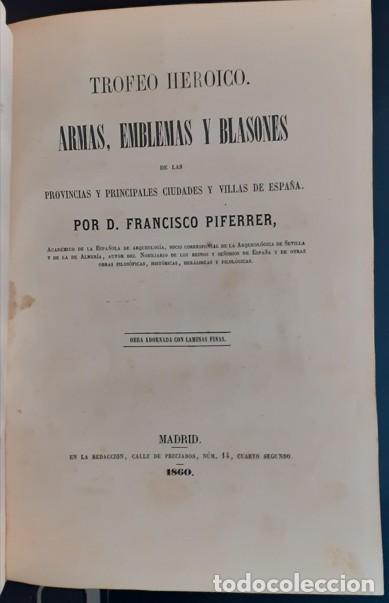 TROFEO HEROICO.
ARMAS, EMBLEMAS Y BLASONES
DE LAS
PROVINCIAS Y PRINCIPALES CIUDADES Y VILLAS DE ESPAÑA.
POR D. FRANCISCO PIFERRER,
ACADÉMICO DE LA ESPAÑOLA DE ARQUEOLOGÍA, SOCIO CORRESPONSAL DE LA ARQUEOLÓGICA DE SEVILLA
Y DE LA DE ALMERÍA, AUTOR DEL NOBILIARIO DE LOS REINOS Y SEÑORIOS DE ESPAÑA Y DE OTRAS
OBRAS FILOSÓFICAS, HISTÓRICAS, HERÁLDICAS Y FILOLÓGICAS.
OBRA ADORNADA CON LAMINAS FINAS.
MADRID.
EN LA REDACCION, CALLE DE PRECIADOS, NÚM. 14, CUARTO SEGUNDO.
1860.
todocoleccion.net